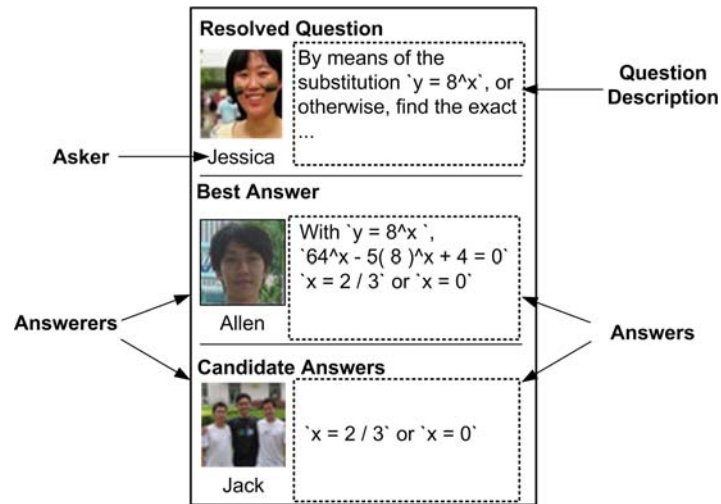 Resolved Question
By means of the
substitution `y = 8^x`, or
otherwise, find the exact
...
Question
Description
Asker
Jessica
Best Answer
With `y = 8^x `,
`64^x - 5( 8 )^x + 4 = 0`
`x = 2 / 3` or `x = 0`
Allen
Answerers
Answers
Candidate Answers
`x = 2 / 3` or `x = 0`
Jack